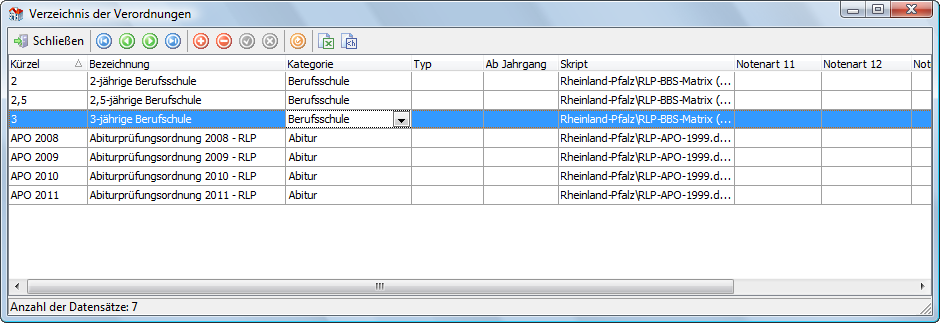 Verzeichnis der Verordnungen
Schließen
Kürzel Bezeichnung Kategorie Typ Ab Jahrgang Skript Notenart 11 Notenart 12 Not
2 2-jährige Berufsschule Berufsschule Rheinland-Pfalz\RLP-BBS-Matrix (...
2,5 2,5-jährige Berufschule Berufsschule Rheinland-Pfalz\RLP-BBS-Matrix (...
3 3-jährige Berufschule Berufsschule Rheinland-Pfalz\RLP-BBS-Matrix (...
APO 2008 Abiturprüfungsordnung 2008 - RLP Abitur Rheinland-Pfalz\RLP-APO-1999.d...
APO 2009 Abiturprüfungsordnung 2009 - RLP Abitur Rheinland-Pfalz\RLP-APO-1999.d...
APO 2010 Abiturprüfungsordnung 2010 - RLP Abitur Rheinland-Pfalz\RLP-APO-1999.d...
APO 2011 Abiturprüfungsordnung 2011 - RLP Abitur Rheinland-Pfalz\RLP-APO-1999.d...
Anzahl der Datensätze: 7